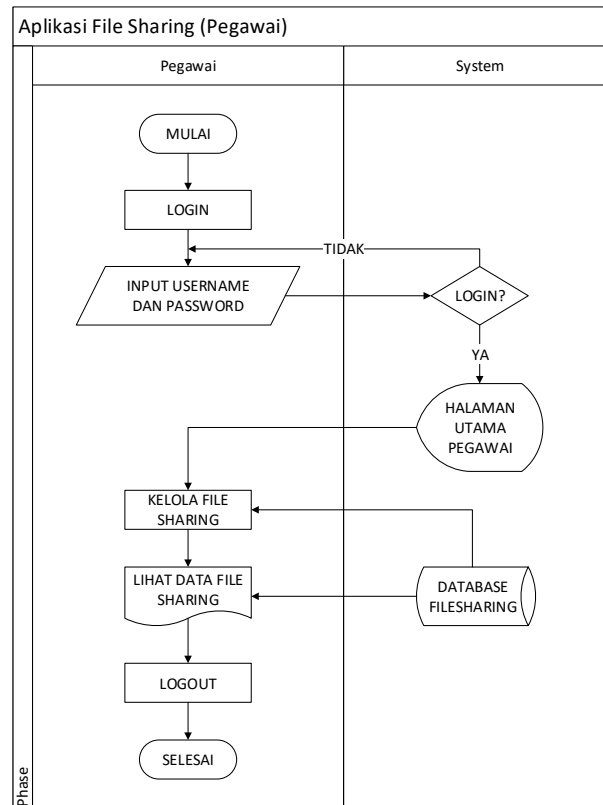 Aplikasi File Sharing (Pegawai)
Pegawai
System
MULAI
LOGIN
TIDAK
INPUT USERNAME
DAN PASSWORD
LOGIN?
YA
HALAMAN
UTAMA
PEGAWAI
KELOLA FILE
SHARING
LIHAT DATA FILE
SHARING
DATABASE
FILESHARING
LOGOUT
SELESAI
Phase